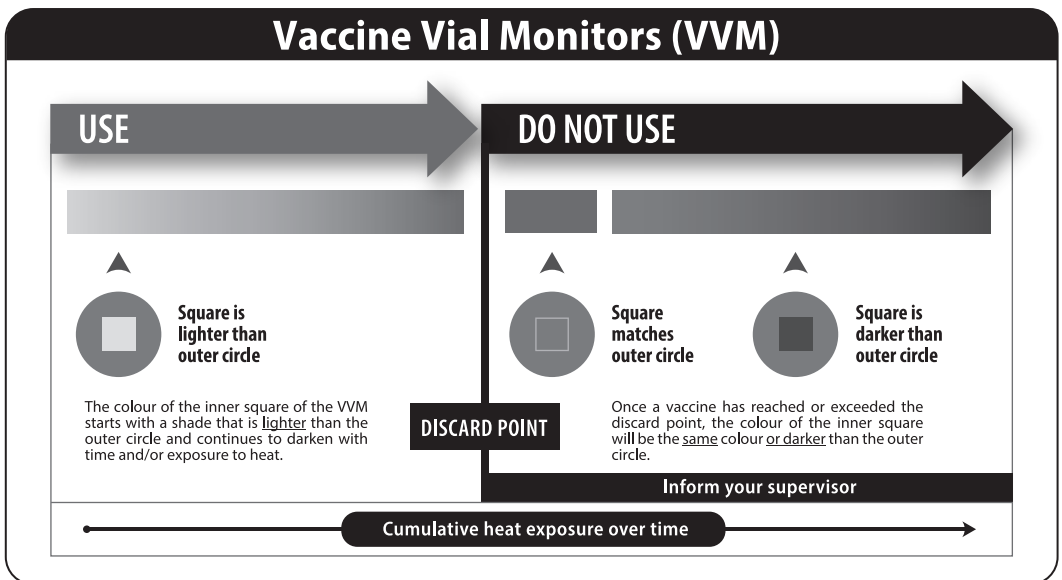 Vaccine Vial Monitors (VVM)
USE
DO NOT USE
Square is
lighter than
outer circle
Square
matches
outer circle
Square is
darker than
outer circle
The colour of the inner square of the VVM
starts with a shade that is lighter than the
outer circle and continues to darken with
time and/or exposure to heat.
DISCARD POINT
Once a vaccine has reached or exceeded the
discard point, the colour of the inner square
will be the same colour or darker than the outer
circle.
Inform your supervisor
Cumulative heat exposure over time